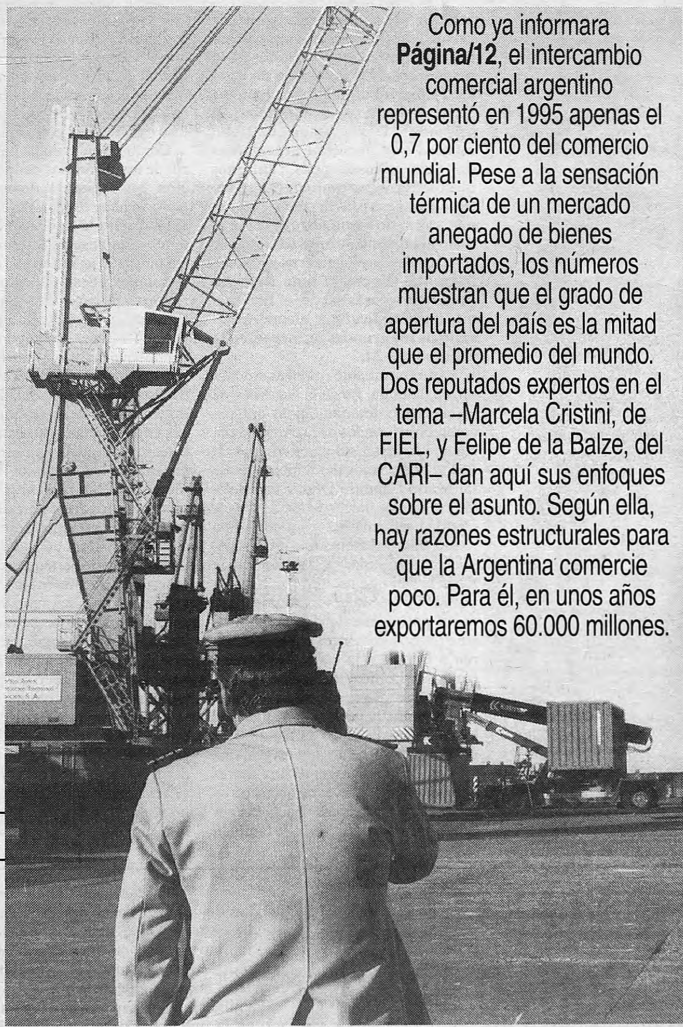 Como ya informara
Página/12, el intercambio
comercial argentino
representó en 1995 apenas el
0,7 por ciento del comercio
mundial. Pese a la sensación
térmica de un mercado
anegado de bienes
importados, los números
muestran que el grado de
apertura del país es la mitad
que el promedio del mundo.
Dos reputados expertos en el
tema –Marcela Cristini, de
FIEL, y Felipe de la Balze, del
CARI– dan aquí sus enfoques
sobre el asunto. Según ella,
hay razones estructurales para
que la Argentina comercie
poco. Para él, en unos años
exportaremos 60.000 millones.